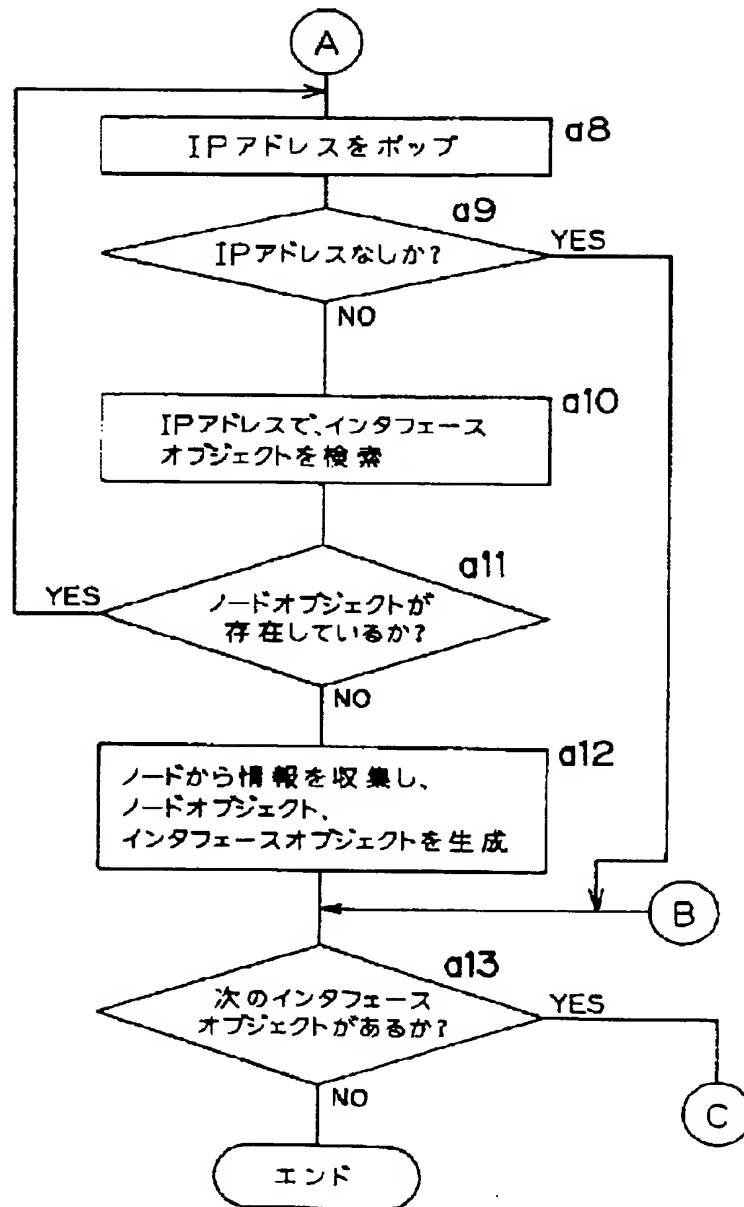 A
IPアドレスをポップ
a8
a9
IPアドレスなしか?
YES
NO
a10
IPアドレスで、インタフェース
オブジェクトを検索
a11
YES
ノードオブジェクトが
存在しているか?
NO
a12
ノードから情報を収集し、
ノードオブジェクト、
インタフェースオブジェクトを生成
B
a13
次のインタフェース
オブジェクトがあるか?
YES
NO
C
エンド